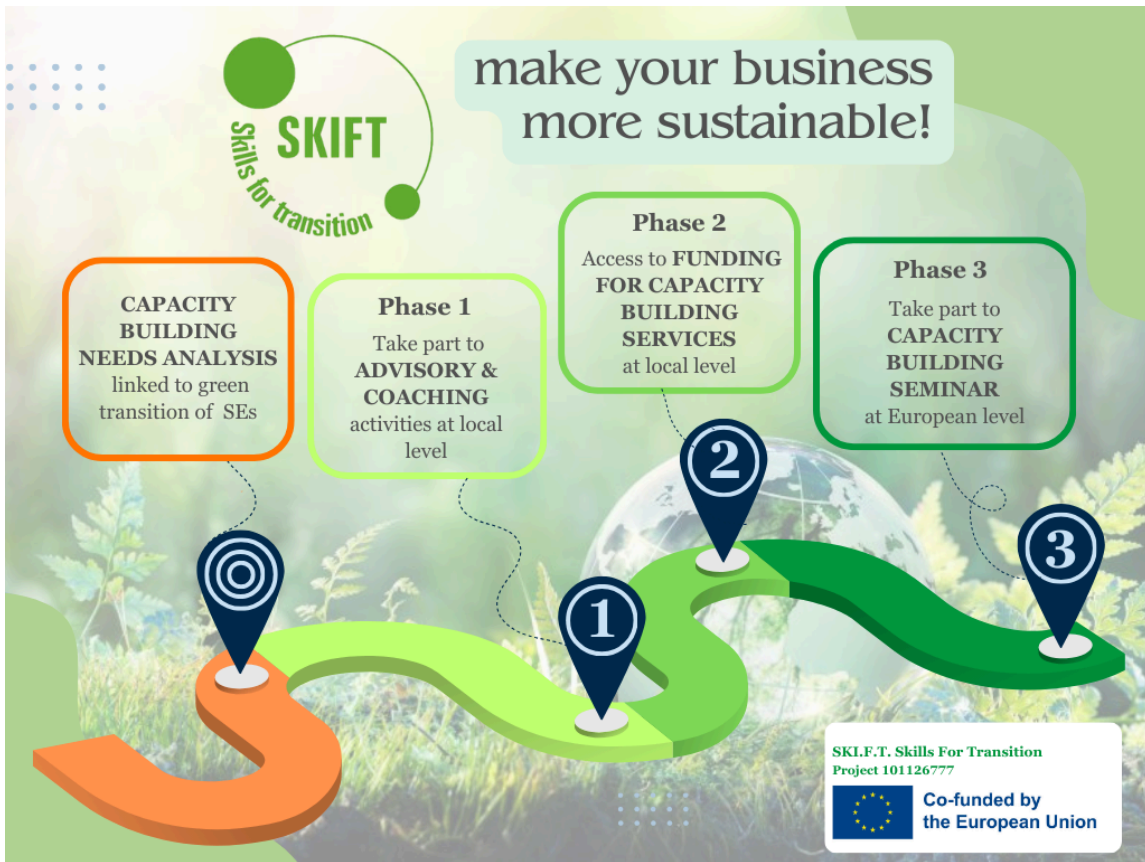 SKIFT
Skills for transition
make your business
more sustainable!
CAPACITY
BUILDING
NEEDS ANALYSIS
linked to green
transition of SEs
Phase 1
Take part to
ADVISORY &
COACHING
activities at local
level
Phase 2
Access to FUNDING
FOR CAPACITY
BUILDING
SERVICES
at local level
Phase 3
Take part to
CAPACITY
BUILDING
SEMINAR
at European level
1
2
3
SKI.F.T. Skills For Transition
Project 101126777
Co-funded by
the European Union